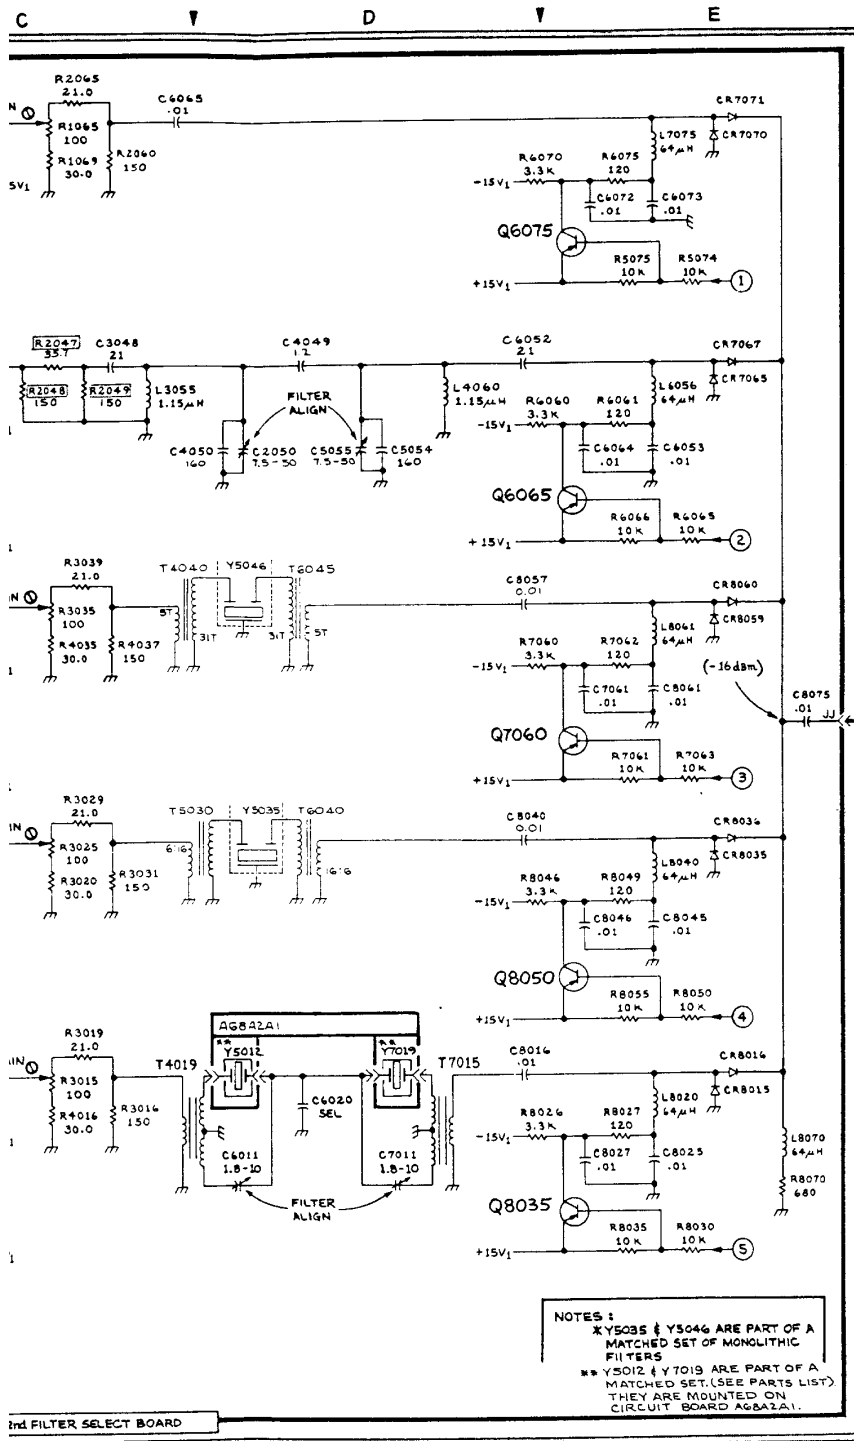 C ▼ D ▼ E
R2065
21.0
C6065
.01
CR7071
N
R1065
100
R1069
30.0
R2060
150
5V1
L7075
64μH
CR7070
R6070
3.3K
R6075
120
-15V1
C6072
.01
C6073
.01
Q6075
R5075
10K
R5074
10K
+15V1
1
R2047
35.7
C3048
21
C4049
1.2
C6052
21
CR7067
R2048
150
R2049
150
L3055
1.15μH
FILTER
ALIGN
L4060
1.15μH
L6056
64μH
CR7065
R6060
3.3K
R6061
120
-15V1
C4050
160
C2050
7.5-50
C5055
7.5-50
C5054
160
C6064
.01
C6053
.01
Q6065
R6066
10K
R6065
10K
+15V1
2
R3039
21.0
T4040
Y5046
T6045
C8057
0.01
CR8060
IN
R3035
100
R4035
30.0
R4037
150
5T
31T
31T
5T
L8061
64μH
CR8059
R7060
3.3K
R7062
120
-15V1
(-16dBm)
C7061
.01
C8061
.01
C8075
.01
JJ
Q7060
R7061
10K
R7063
10K
+15V1
3
R3029
21.0
T5030
Y5035
T6040
C8040
0.01
CR8036
IN
R3025
100
R3020
30.0
R3031
150
6:16
16:6
L8040
64μH
CR8035
R8046
3.3K
R8049
120
-15V1
C8046
.01
C8045
.01
Q8050
R8055
10K
R8050
10K
+15V1
4
A68A2A1
R3019
21.0
T4019
** Y5012
** Y7019
T7015
C8016
.01
CR8016
AIN
R3015
100
R4016
30.0
R3016
150
C6020
SEL
L8020
64μH
CR8015
R8026
3.3K
R8027
120
-15V1
C6011
1.8-10
C7011
1.8-10
C8027
.01
C8025
.01
L8070
64μH
R8070
680
FILTER
ALIGN
Q8035
R8035
10K
R8030
10K
+15V1
5
NOTES:
* Y5035 & Y5046 ARE PART OF A
MATCHED SET OF MONOLITHIC
FILTERS
** Y5012 & Y7019 ARE PART OF A
MATCHED SET. (SEE PARTS LIST).
THEY ARE MOUNTED ON
CIRCUIT BOARD A68A2A1.
2nd FILTER SELECT BOARD